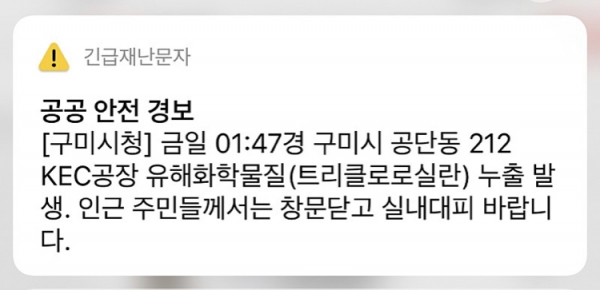 긴급재난문자
공공 안전 경보
[구미시청] 금일 01:47경 구미시 공단동 212
KEC공장 유해화학물질(트리클로로실란) 누출 발
생. 인근 주민들께서는 창문닫고 실내대피 바랍니
다.